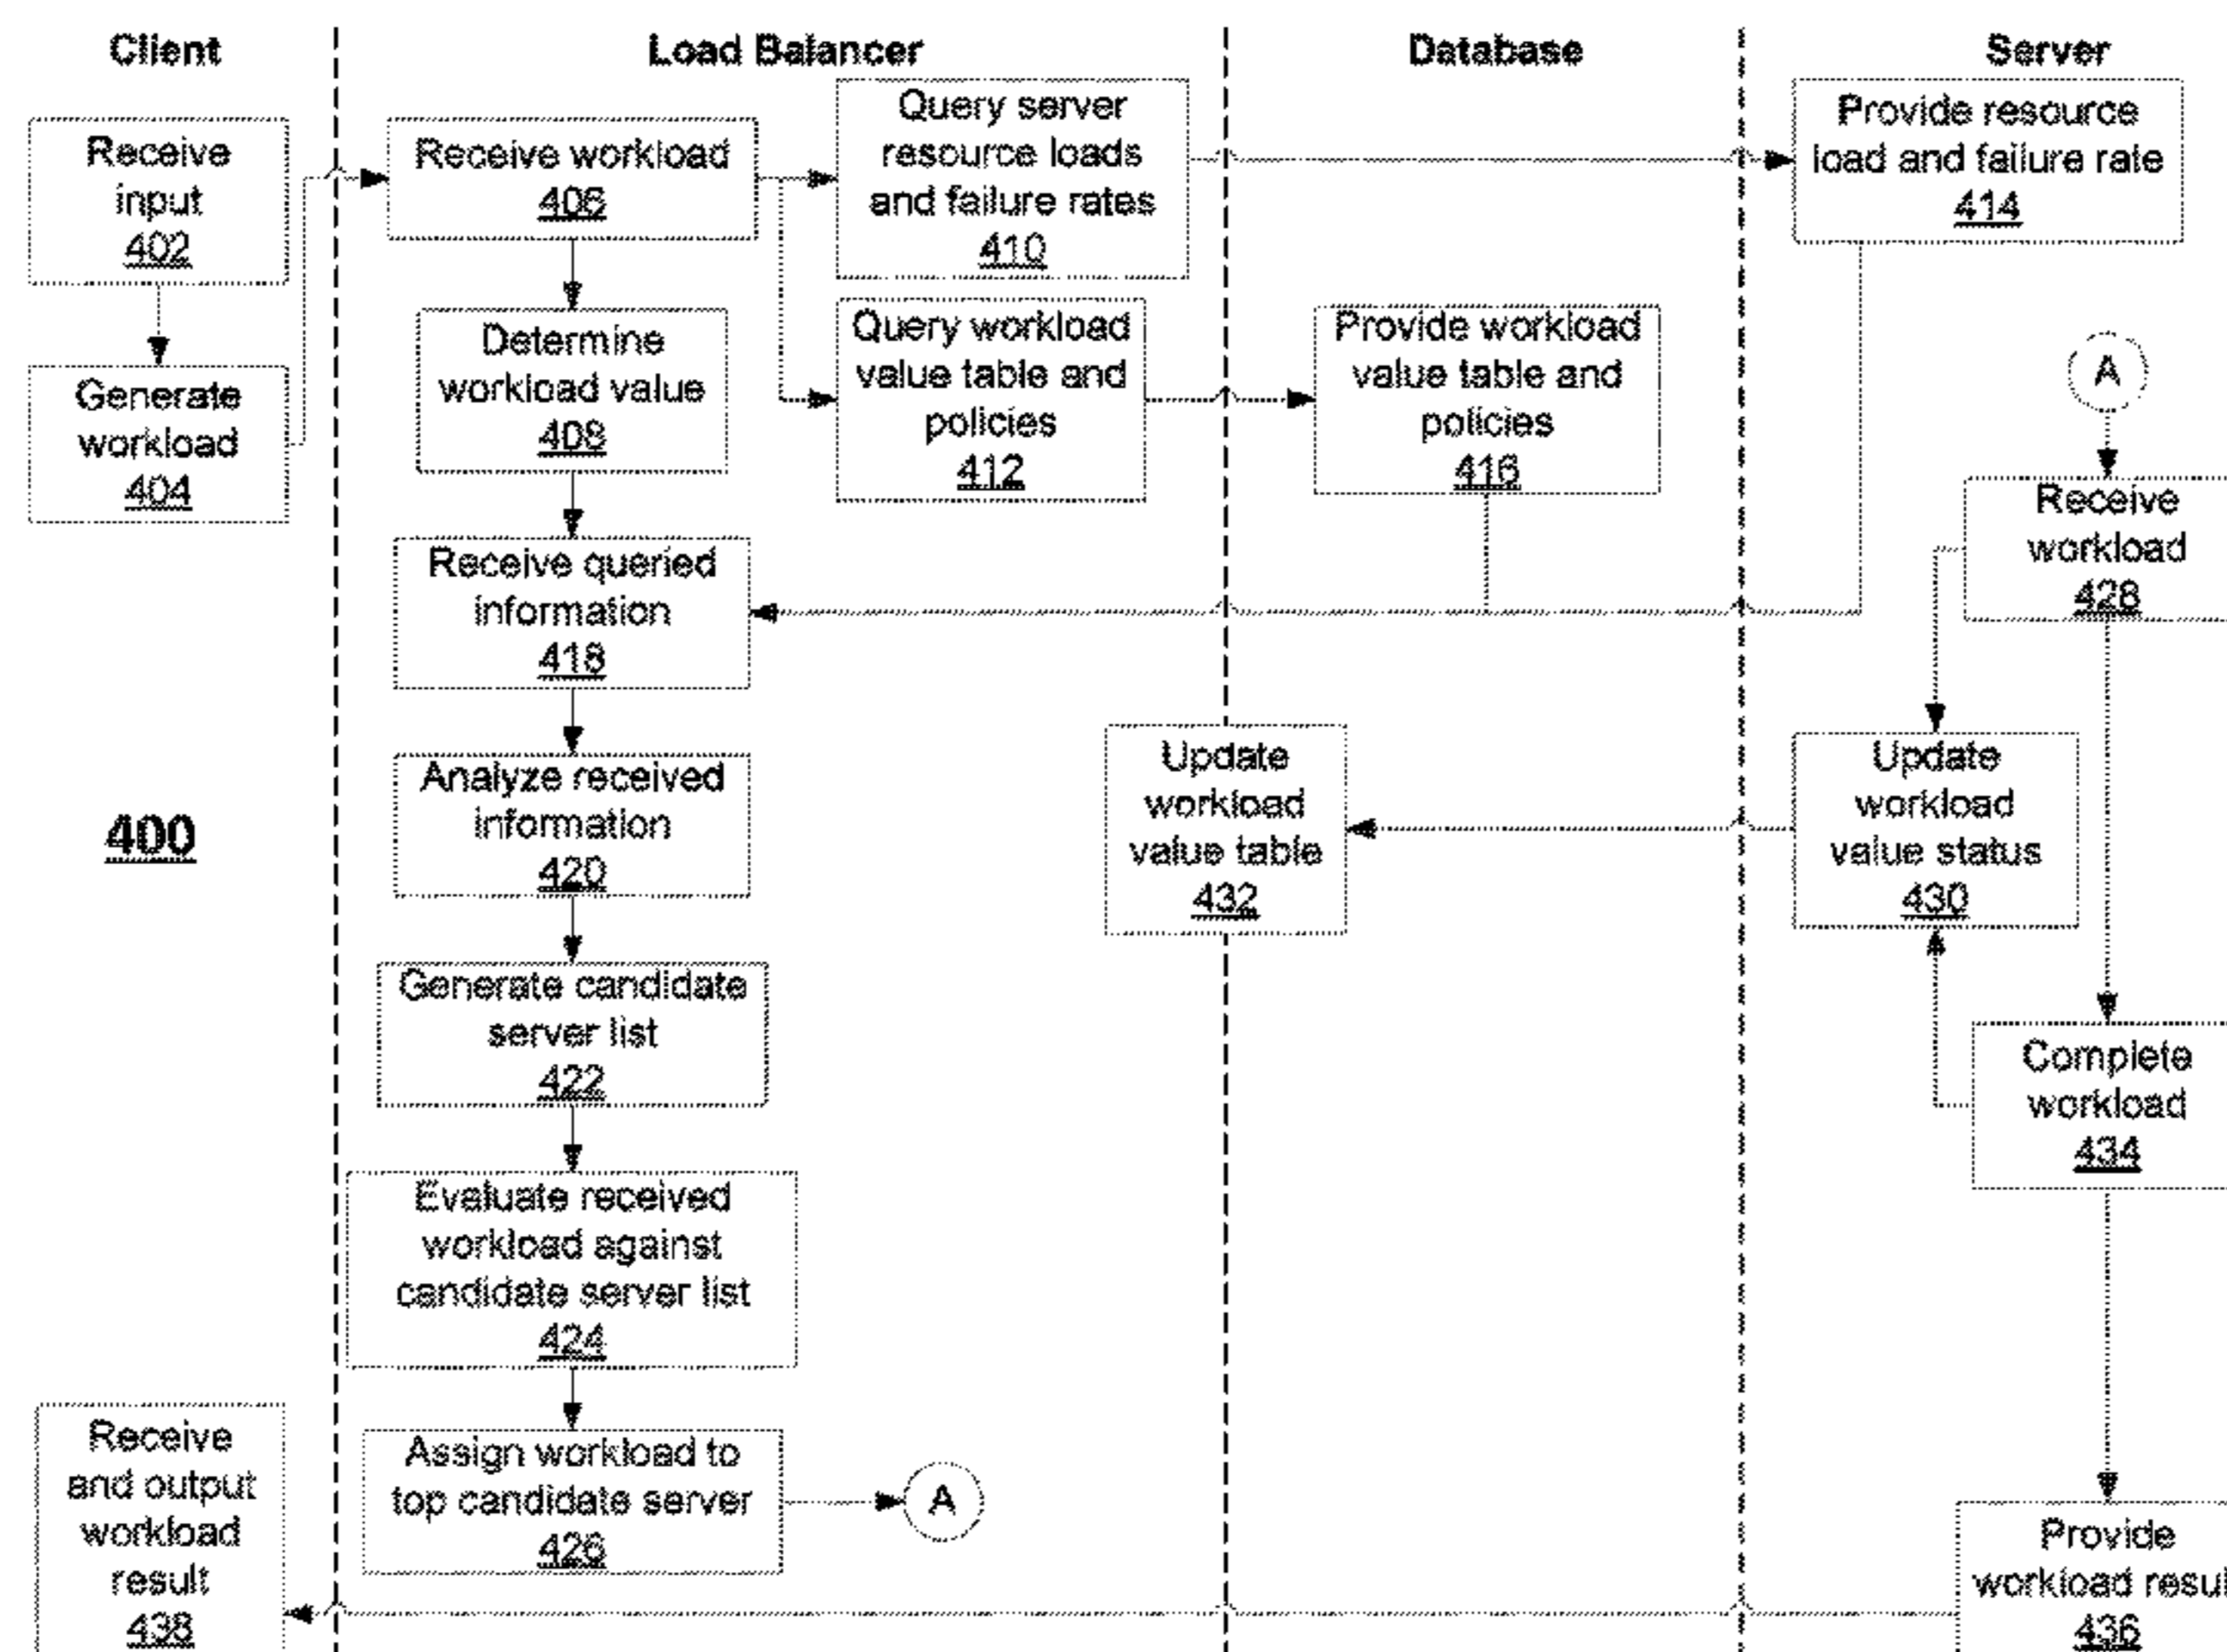 Client
Load Balancer
Database
Server
Receive
input
402
Generate
workload
404
400
Receive
and output
workload
result
438
Receive workload
406
Determine
workload value
408
Query server
resource loads
and failure rates
410
Query workload
value table and
policies
412
Receive queried
information
418
Analyze received
information
420
Generate candidate
server list
422
Evaluate received
workload against
candidate server list
424
Assign workload to
top candidate server
426
A
Provide workload
value table and
policies
416
Update
workload
value table
432
Provide resource
load and failure rate
414
A
Receive
workload
428
Update
workload
value status
430
Complete
workload
434
Provide
workload resul
436